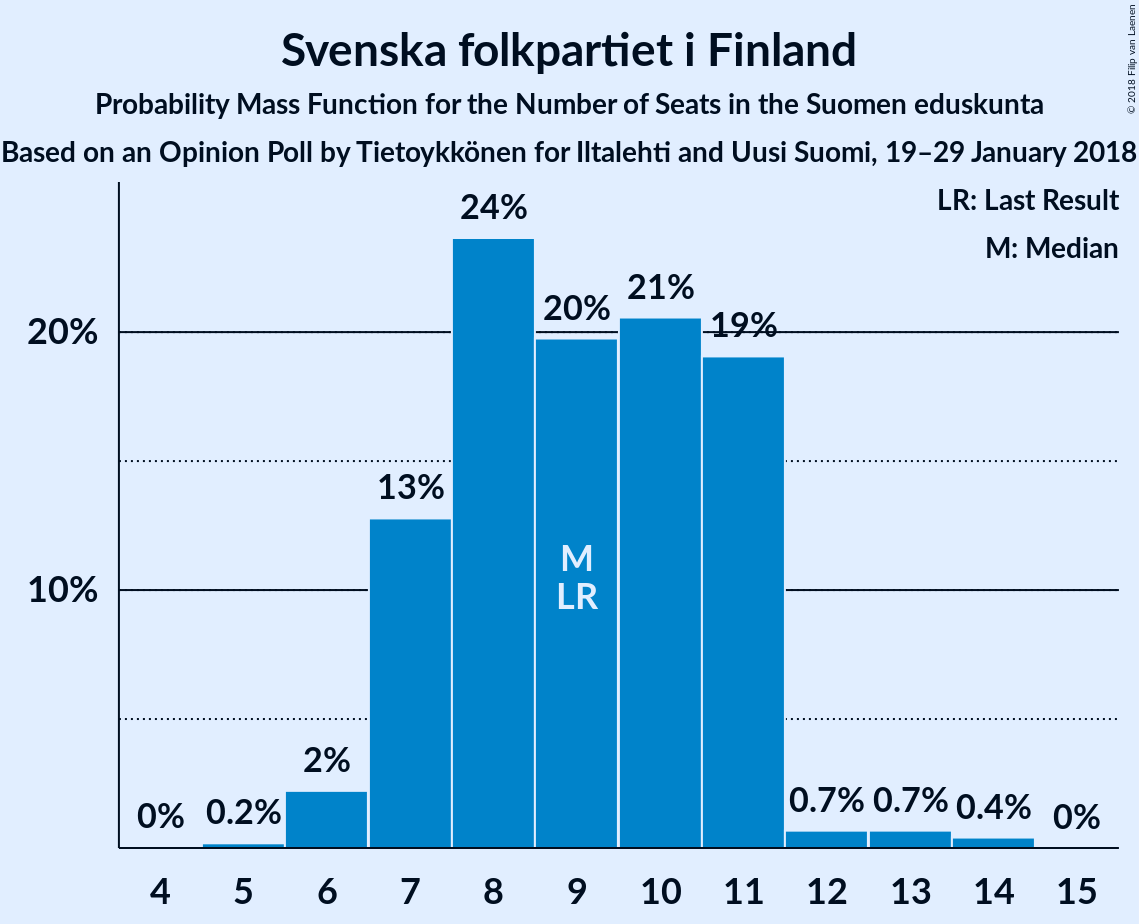 Svenska folkpartiet i Finland
Probability Mass Function for the Number of Seats in the Suomen eduskunta
Based on an Opinion Poll by Tietoykkönen for Iltalehti and Uusi Suomi, 19–29 January 2018
© 2018 Filip van Laenen
LR: Last Result
M: Median
20%
10%
0%
0.2%
2%
13%
24%
20%
21%
19%
0.7%
0.7%
0.4%
0%
M
LR
4 5 6 7 8 9 10 11 12 13 14 15